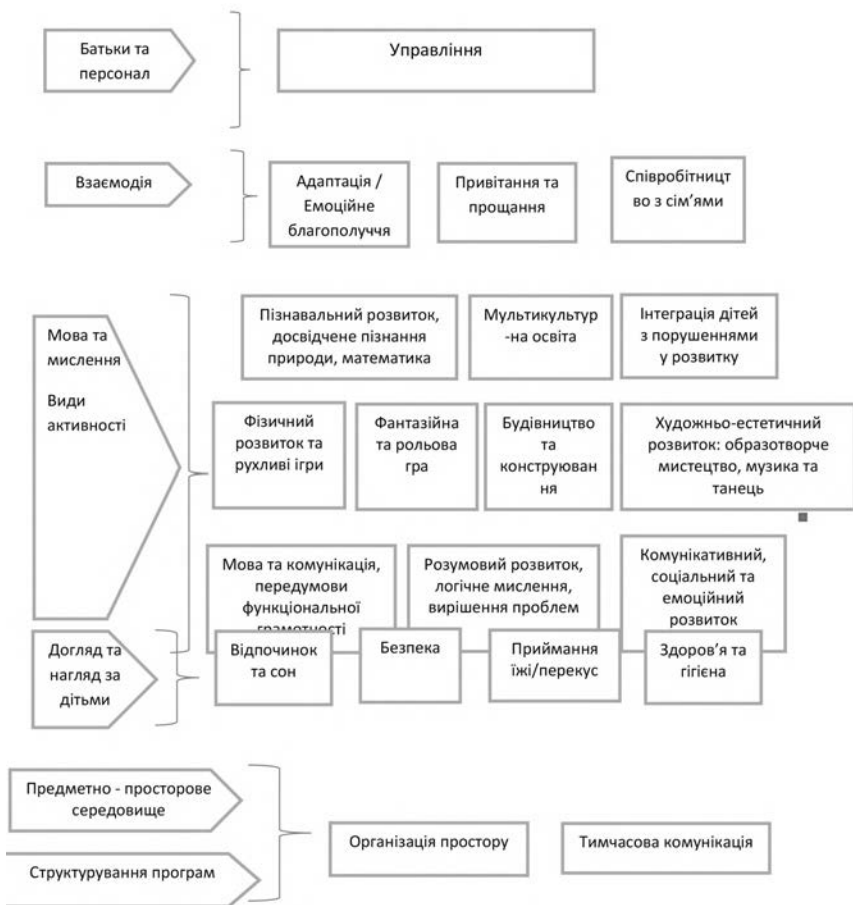 Батьки та
персонал
Управління
Взаємодія
Адаптація /
Емоційне
благополуччя
Привітання та
прощання
Співробітницт
во з сім’ями
Мова та
мислення
Види
активності
Пізнавальний розвиток,
досвідчене пізнання
природи, математика
Мультикультур
-на освіта
Інтеграція дітей
з порушеннями
у розвитку
Фізичний
розвиток та
рухливі ігри
Фантазійна
та рольова
гра
Будівництво
та
конструюван
ня
Художньо-естетичний
розвиток: образотворче
мистецтво, музика та
танець
Мова та комунікація,
передумови
функціональної
грамотності
Розумовий розвиток,
логічне мислення,
вирішення проблем
Комунікативний,
соціальний та
емоційний
розвиток
Догляд та
нагляд за
дітьми
Відпочинок
та сон
Безпека
Приймання
їжі/перекус
Здоров’я та
гігієна
Предметно - просторове
середовище
Структурування програм
Організація простору
Тимчасова комунікація